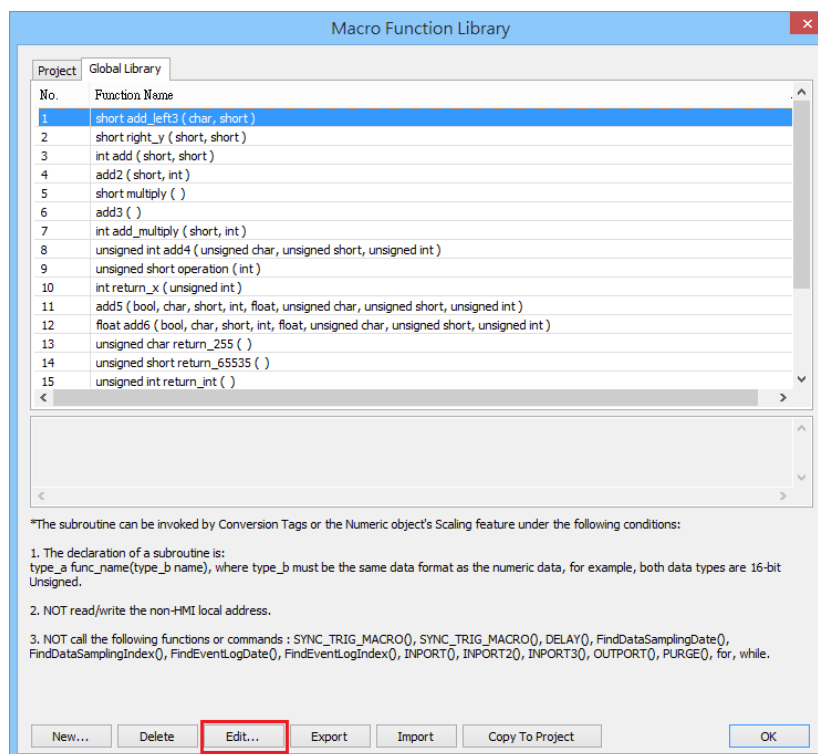 Macro Function Library
Project Global Library
No. Function Name
1 short add_left3 ( char, short )
2 short right_y ( short, short )
3 int add ( short, short )
4 add2 ( short, int )
5 short multiply ( )
6 add3 ( )
7 int add_multiply ( short, int )
8 unsigned int add4 ( unsigned char, unsigned short, unsigned int )
9 unsigned short operation ( int )
10 int return_x ( unsigned int )
11 add5 ( bool, char, short, int, float, unsigned char, unsigned short, unsigned int )
12 float add6 ( bool, char, short, int, float, unsigned char, unsigned short, unsigned int )
13 unsigned char return_255 ( )
14 unsigned short return_65535 ( )
15 unsigned int return_int ( )
*The subroutine can be invoked by Conversion Tags or the Numeric object's Scaling feature under the following conditions:
1. The declaration of a subroutine is:
type_a func_name(type_b name), where type_b must be the same data format as the numeric data, for example, both data types are 16-bit
Unsigned.
2. NOT read/write the non-HMI local address.
3. NOT call the following functions or commands : SYNC_TRIG_MACRO(), SYNC_TRIG_MACRO(), DELAY(), FindDataSamplingDate(),
FindDataSamplingIndex(), FindEventLogDate(), FindEventLogIndex(), INPORT(), INPORT2(), INPORT3(), OUTPORT(), PURGE(), for, while.
New... Delete Edit... Export Import Copy To Project OK